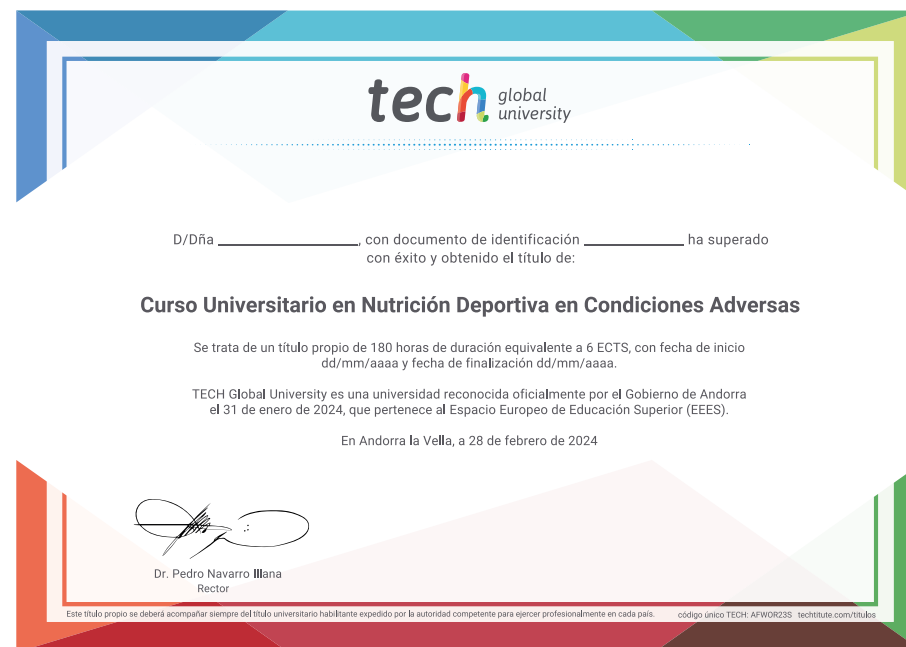 tech global university
D/Dña ____________________, con documento de identificación ______________ ha superado
con éxito y obtenido el título de:
Curso Universitario en Nutrición Deportiva en Condiciones Adversas
Se trata de un título propio de 180 horas de duración equivalente a 6 ECTS, con fecha de inicio
dd/mm/aaaa y fecha de finalización dd/mm/aaaa.
TECH Global University es una universidad reconocida oficialmente por el Gobierno de Andorra
el 31 de enero de 2024, que pertenece al Espacio Europeo de Educación Superior (EEES).
En Andorra la Vella, a 28 de febrero de 2024
Dr. Pedro Navarro Illana
Rector
Este título propio se deberá acompañar siempre del título universitario habilitante expedido por la autoridad competente para ejercer profesionalmente en cada país. código único TECH: AFWOR23S techtitute.com/titulos